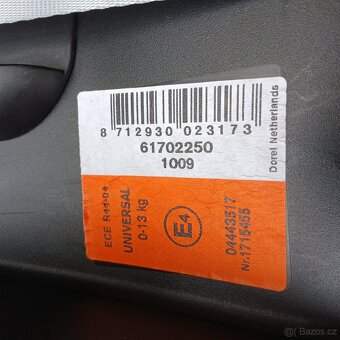 8 712930 023173
61702250
1009
Dorel Netherlands
ECE R44-04
UNIVERSAL
0-13 kg
E4
04443517
Nr.1715455
bazos.cz